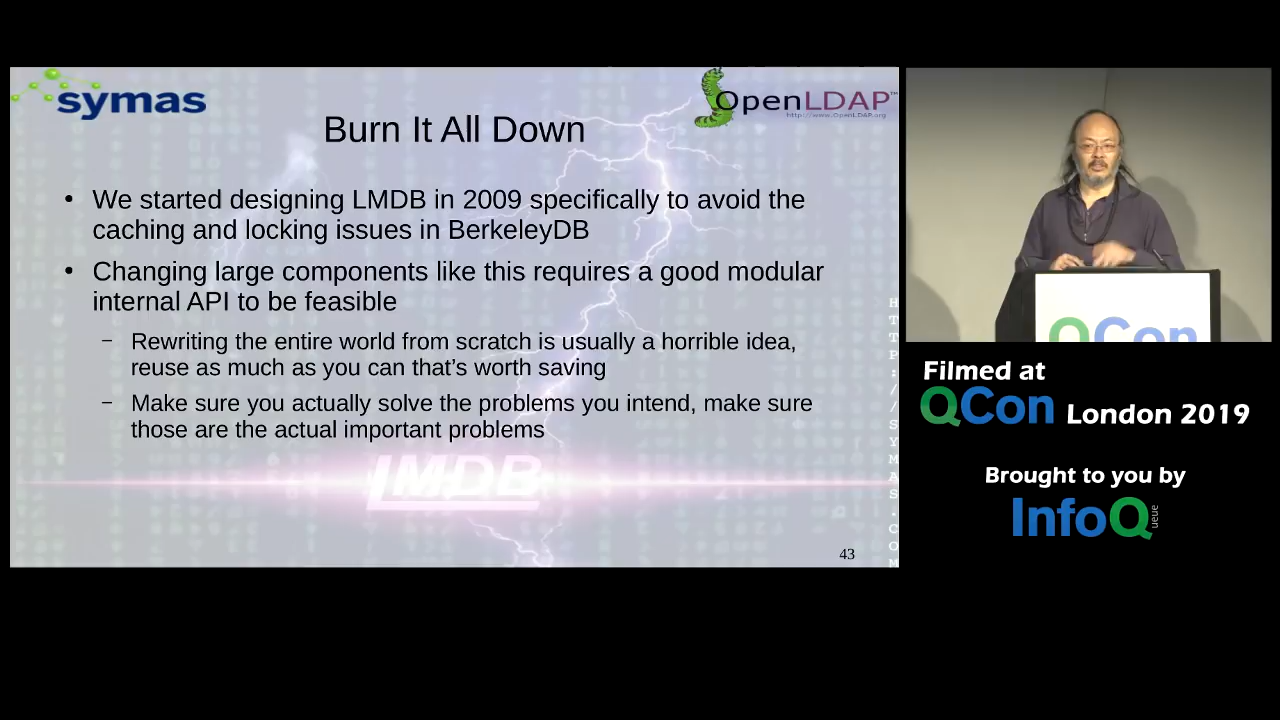 symas
OpenLDAP™
http://www.OpenLDAP.org
Burn It All Down
• We started designing LMDB in 2009 specifically to avoid the
caching and locking issues in BerkeleyDB
• Changing large components like this requires a good modular
internal API to be feasible
– Rewriting the entire world from scratch is usually a horrible idea,
reuse as much as you can that’s worth saving
– Make sure you actually solve the problems you intend, make sure
those are the actual important problems
LMDB
HTTP://SYMAS.COM
43
QCon
Filmed at
QCon London 2019
Brought to you by
InfoQueue